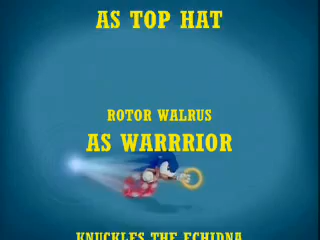 AS TOP HAT
ROTOR WALRUS
AS WARRRIOR
KNUCKLES THE ECHIDNA